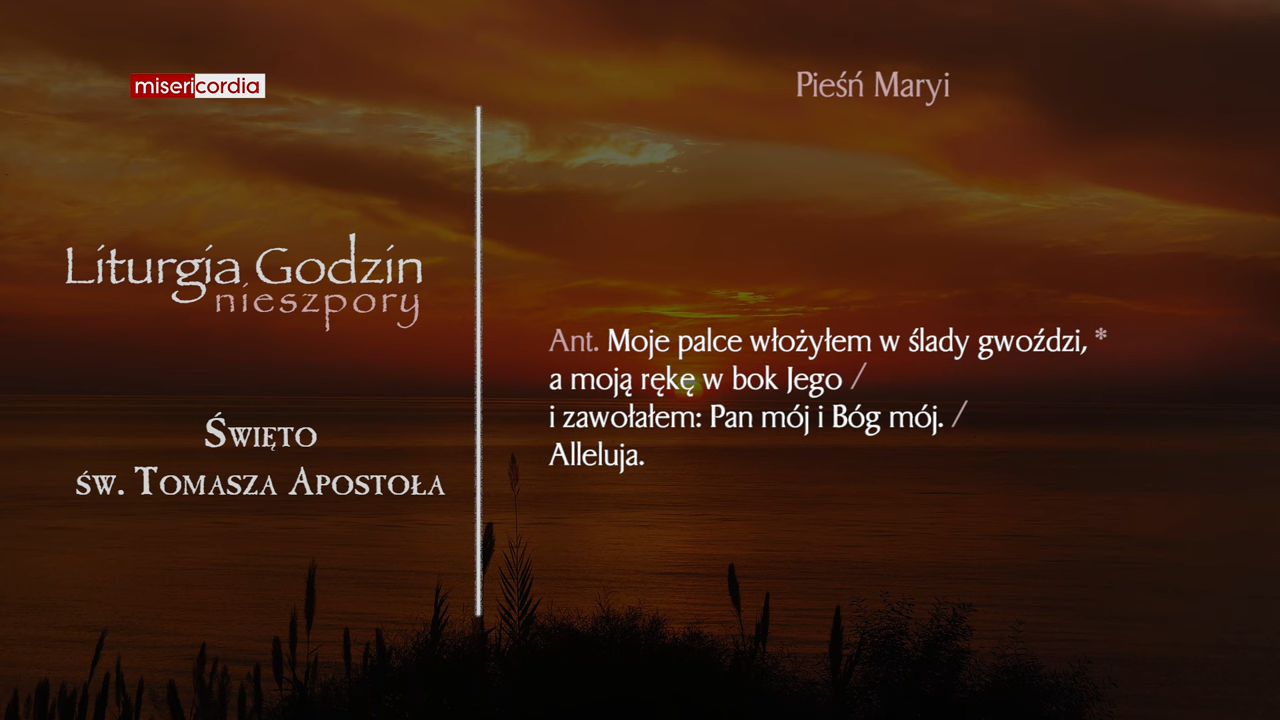 misericordia
Pieśń Maryi
Liturgia Godzin
nieszpory
Święto
św. Tomasza Apostoła
Ant. Moje palce włożyłem w ślady gwoździ, *
a moją rękę w bok Jego /
i zawołałem: Pan mój i Bóg mój. /
Alleluja.